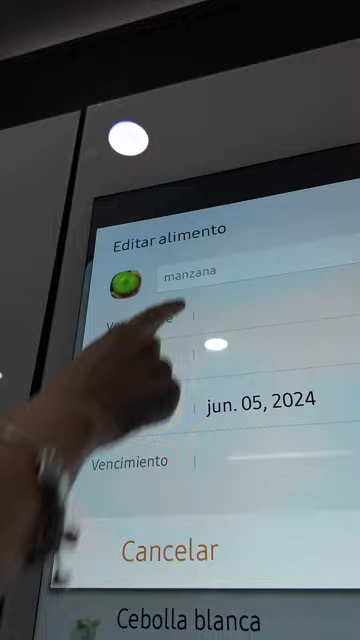 Editar alimento
manzana
jun. 05, 2024
Vencimiento
Cancelar
Cebolla blanca